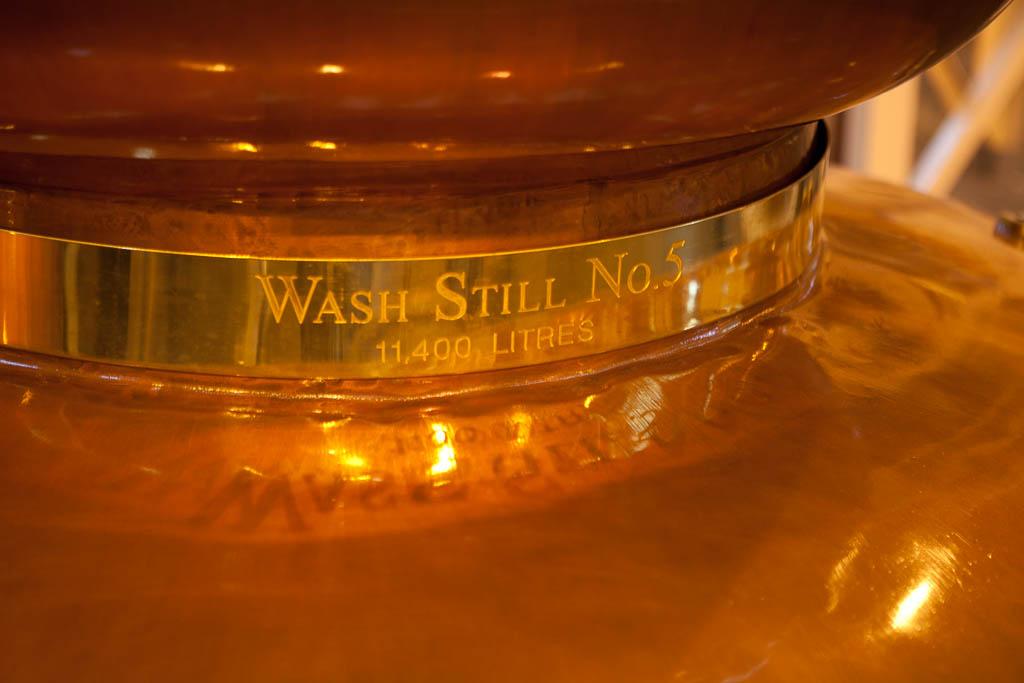 WASH STILL NO.5
11,400 LITRES